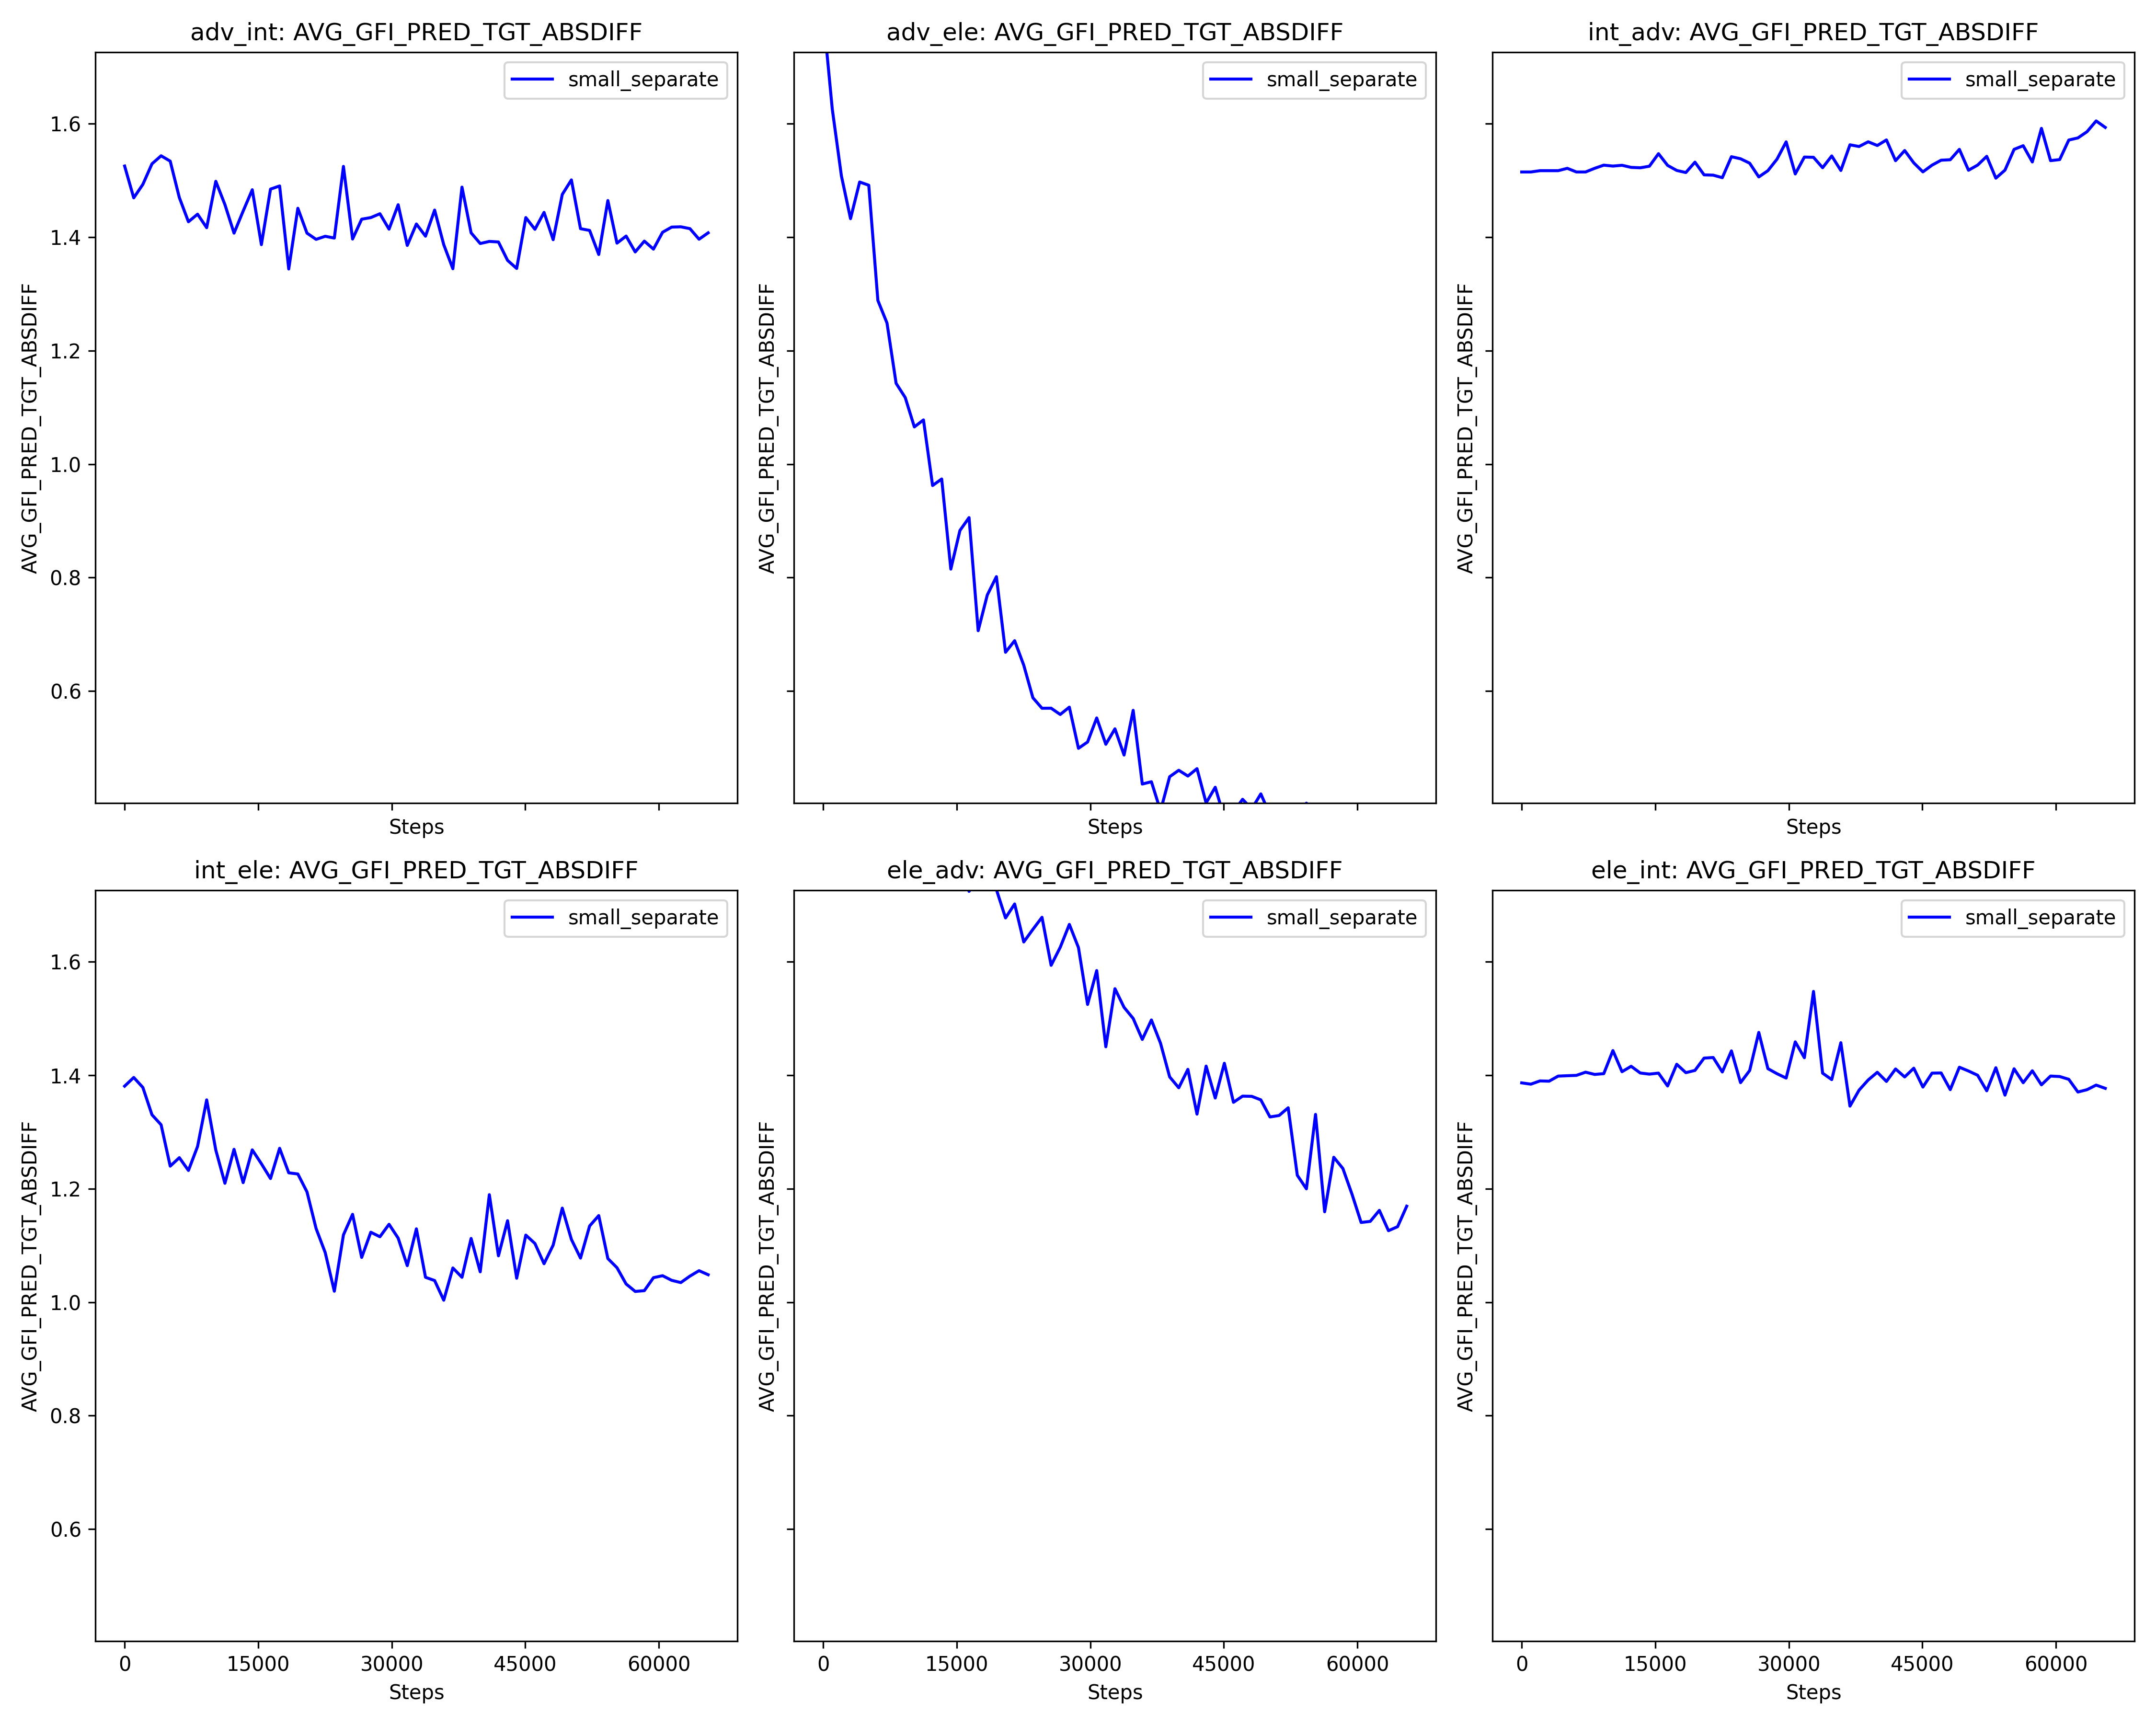 adv_int: AVG_GFI_PRED_TGT_ABSDIFF
adv_ele: AVG_GFI_PRED_TGT_ABSDIFF
int_adv: AVG_GFI_PRED_TGT_ABSDIFF
small_separate
small_separate
small_separate
AVG_GFI_PRED_TGT_ABSDIFF
1.6
1.4
1.2
1.0
0.8
0.6
AVG_GFI_PRED_TGT_ABSDIFF
AVG_GFI_PRED_TGT_ABSDIFF
Steps
Steps
Steps
int_ele: AVG_GFI_PRED_TGT_ABSDIFF
ele_adv: AVG_GFI_PRED_TGT_ABSDIFF
ele_int: AVG_GFI_PRED_TGT_ABSDIFF
small_separate
small_separate
small_separate
AVG_GFI_PRED_TGT_ABSDIFF
1.6
1.4
1.2
1.0
0.8
0.6
AVG_GFI_PRED_TGT_ABSDIFF
AVG_GFI_PRED_TGT_ABSDIFF
0 15000 30000 45000 60000
0 15000 30000 45000 60000
0 15000 30000 45000 60000
Steps
Steps
Steps